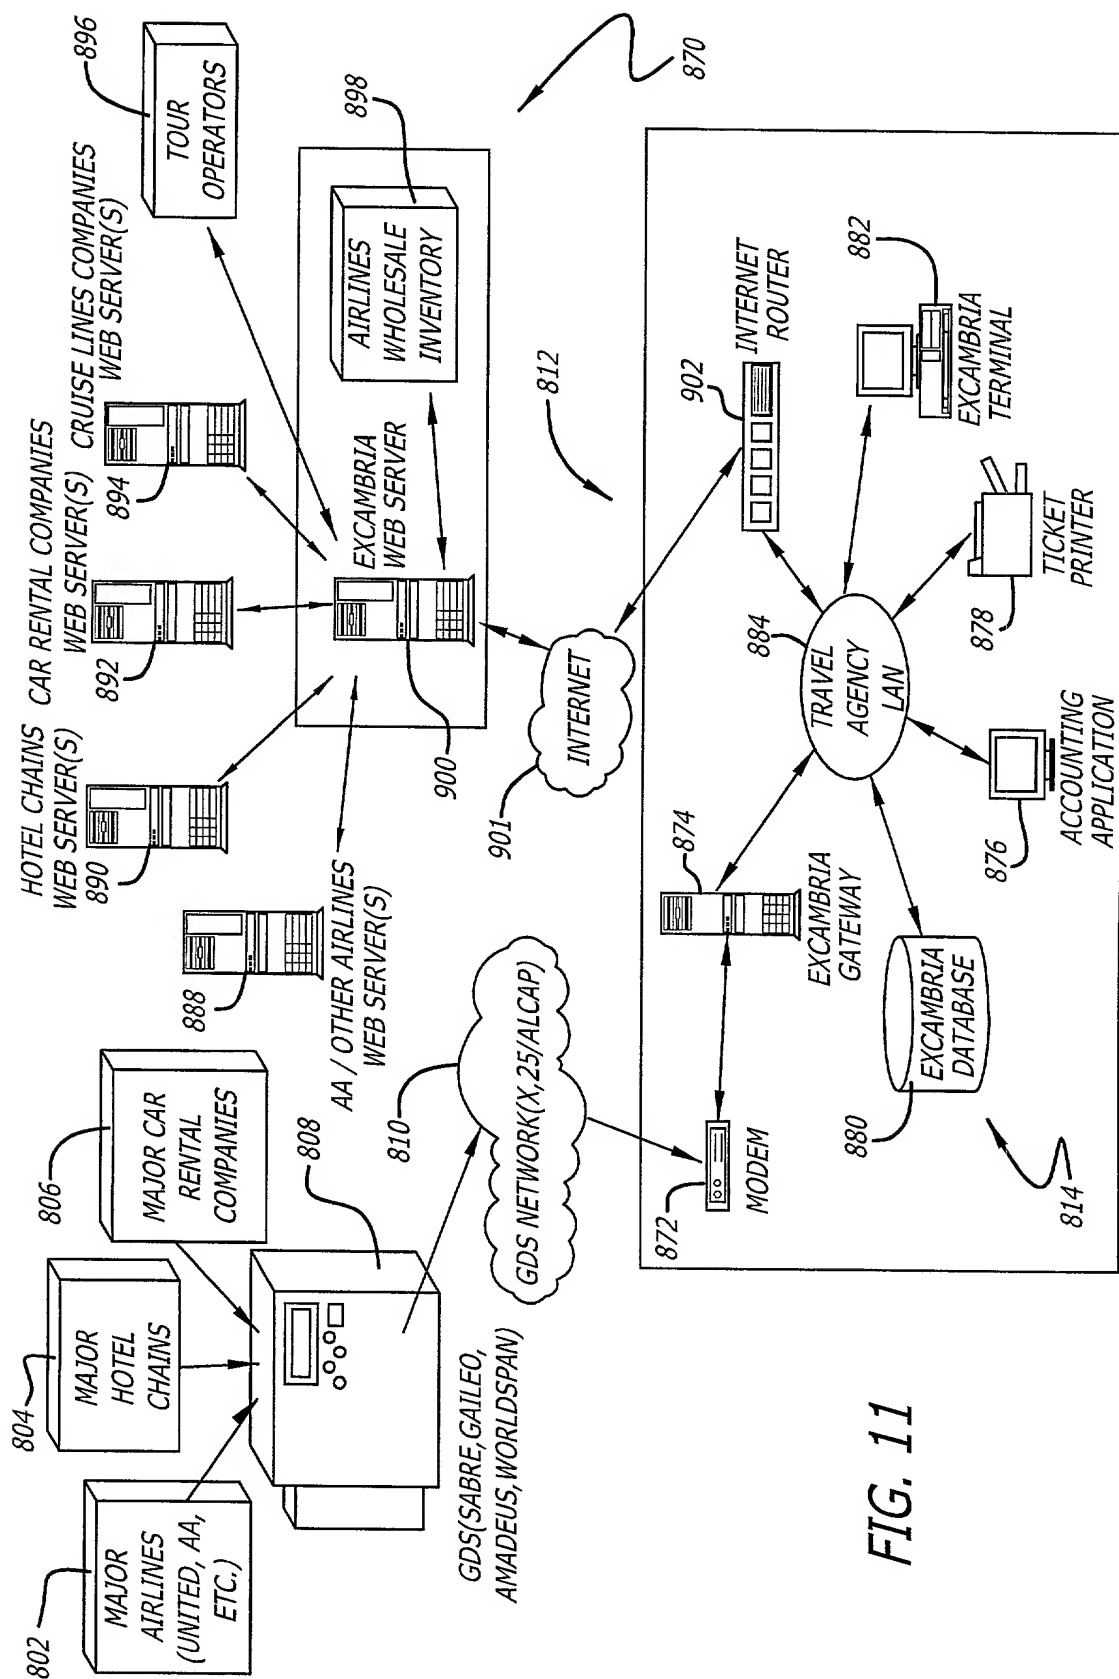 802
MAJOR
AIRLINES
(UNITED, AA,
ETC.)
804
MAJOR
HOTEL
CHAINS
806
MAJOR CAR
RENTAL
COMPANIES
808
GDS(SABRE,GAILEO,
AMADEUS,WORLDSPAN)
810
GDS NETWORK(X,25/ALCAP)
888
AA / OTHER AIRLINES
WEB SERVER(S)
HOTEL CHAINS
WEB SERVER(S)
890
CAR RENTAL COMPANIES
WEB SERVER(S)
892
CRUISE LINES COMPANIES
WEB SERVER(S)
894
896
TOUR
OPERATORS
898
AIRLINES
WHOLESALE
INVENTORY
EXCAMBRIA
WEB SERVER
900
901
INTERNET
870
812
872
MODEM
874
EXCAMBRIA
GATEWAY
880
EXCAMBRIA
DATABASE
884
TRAVEL
AGENCY
LAN
902
INTERNET
ROUTER
882
EXCAMBRIA
TERMINAL
878
TICKET
PRINTER
876
ACCOUNTING
APPLICATION
814
FIG. 11